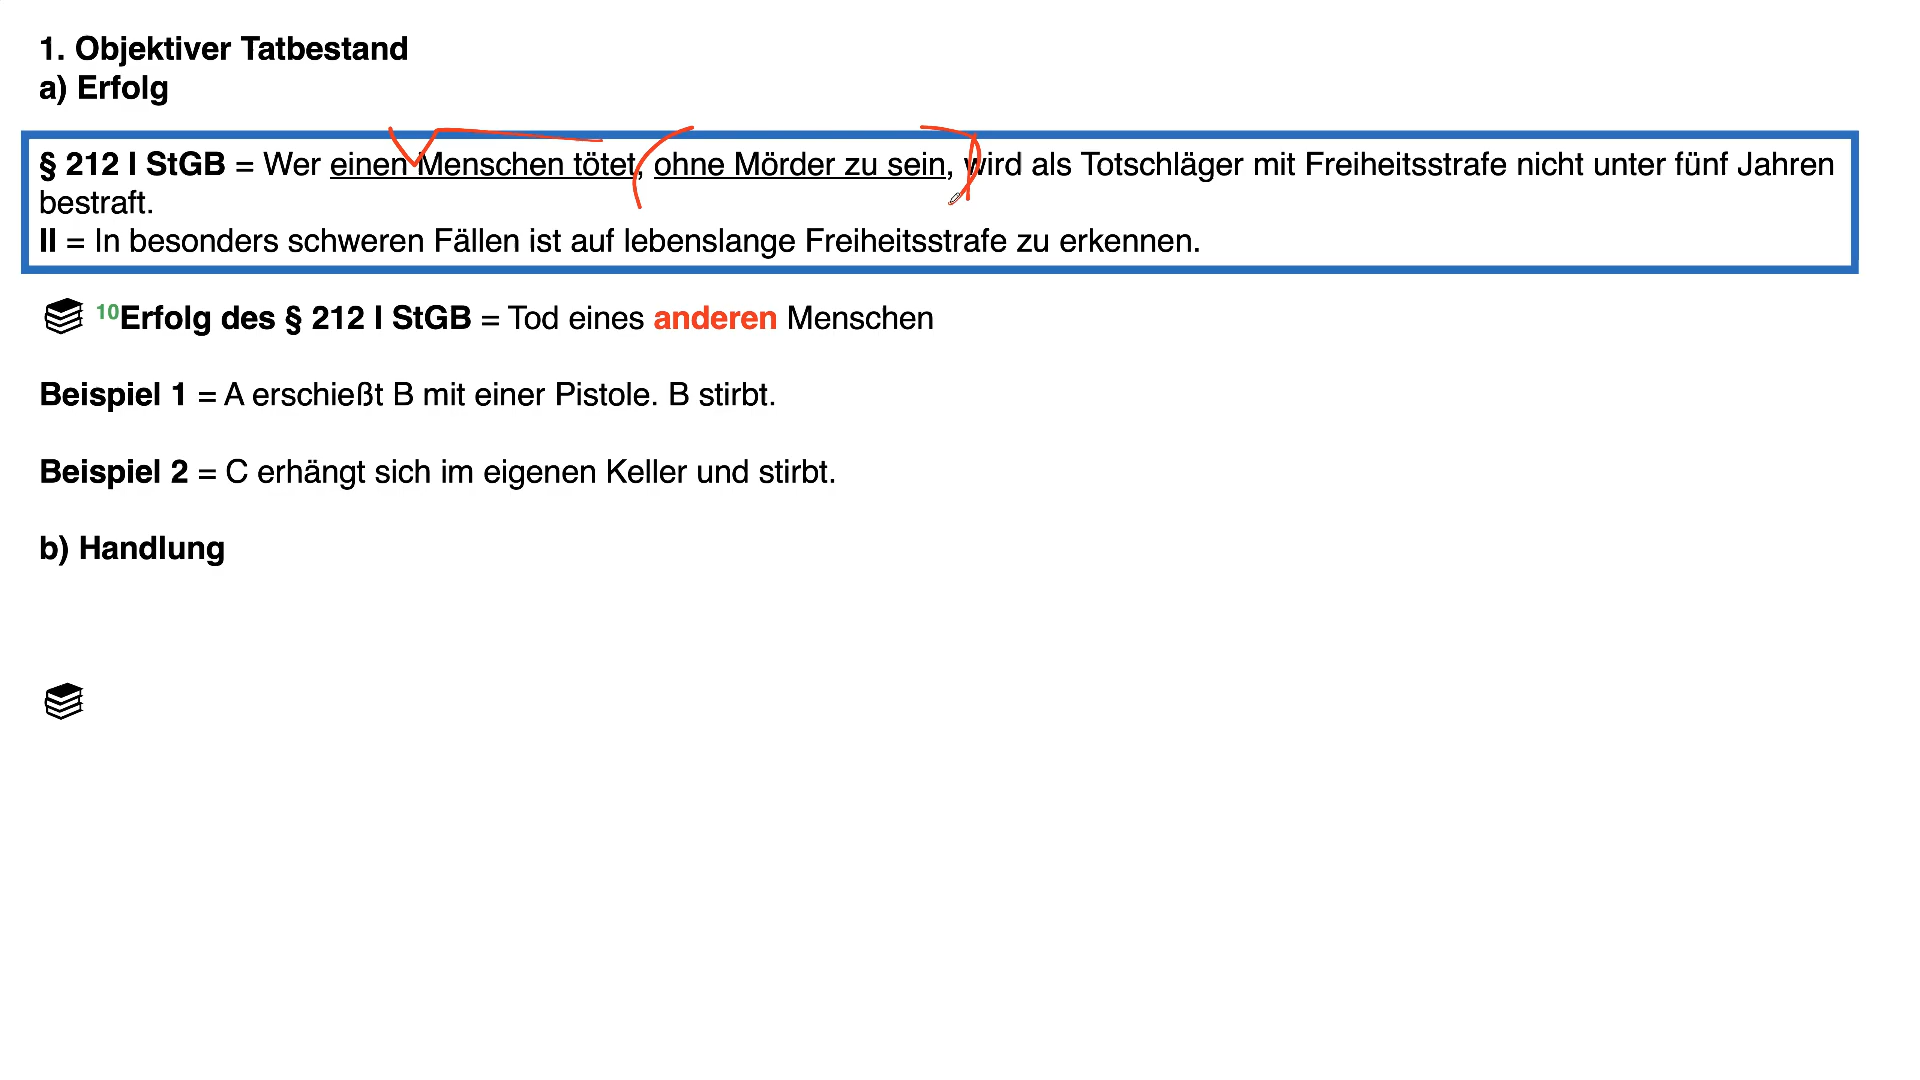 1. Objektiver Tatbestand
a) Erfolg
§ 212 I StGB = Wer einen Menschen tötet, ohne Mörder zu sein, wird als Totschläger mit Freiheitsstrafe nicht unter fünf Jahren
bestraft.
II = In besonders schweren Fällen ist auf lebenslange Freiheitsstrafe zu erkennen.
10Erfolg des § 212 I StGB = Tod eines anderen Menschen
Beispiel 1 = A erschießt B mit einer Pistole. B stirbt.
Beispiel 2 = C erhängt sich im eigenen Keller und stirbt.
b) Handlung